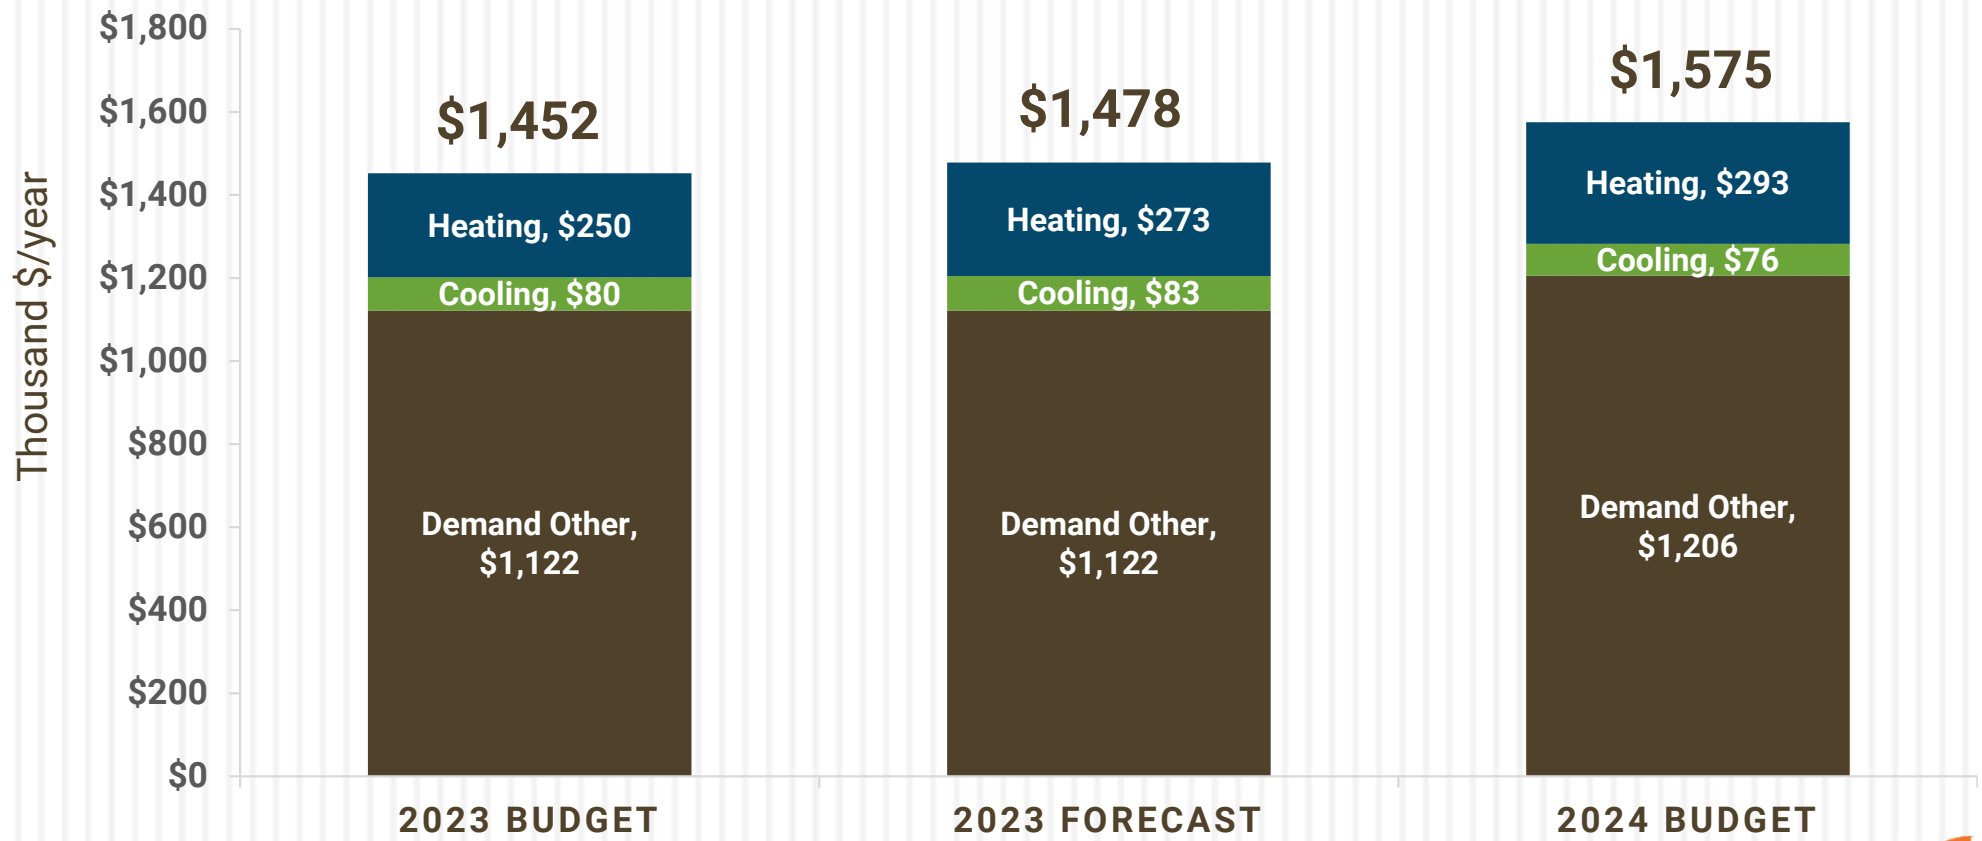 Thousand $/year
$1,800
$1,600
$1,400
$1,200
$1,000
$800
$600
$400
$200
$0
$1,452
Heating, $250
Cooling, $80
Demand Other,
$1,122
$1,478
Heating, $273
Cooling, $83
Demand Other,
$1,122
$1,575
Heating, $293
Cooling, $76
Demand Other,
$1,206
2023 BUDGET
2023 FORECAST
2024 BUDGET